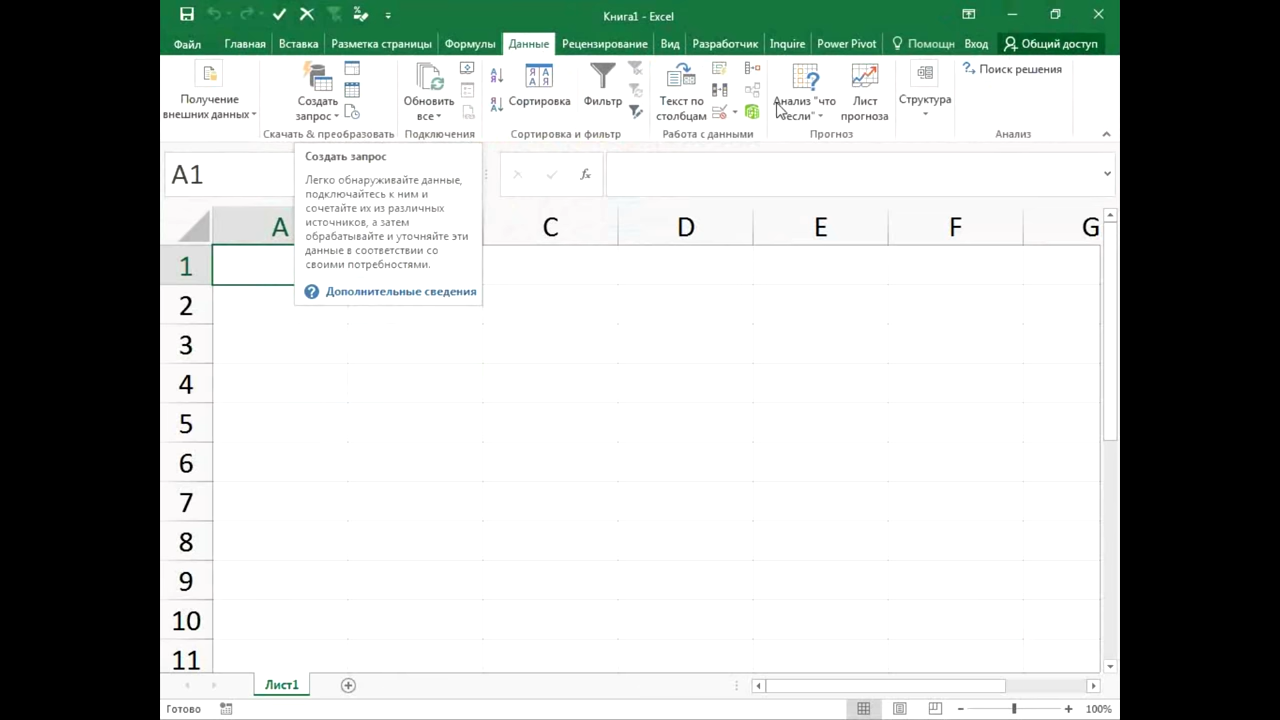 Книга1 - Excel
Файл Главная Вставка Разметка страницы Формулы Данные Рецензирование Вид Разработчик Inquire Power Pivot Помощн Вход Общий доступ
Получение внешних данных
Создать запрос
Обновить все
Сортировка
Фильтр
Текст по столбцам
Анализ "что если"
Лист прогноза
Структура
Поиск решения
Скачать & преобразовать Подключения Сортировка и фильтр Работа с данными Прогноз Анализ
A1
fx
Создать запрос
Легко обнаруживайте данные,
подключайтесь к ним и
сочетайте их из различных
источников, а затем
обрабатывайте и уточняйте эти
данные в соответствии со
своими потребностями.
Дополнительные сведения
A C D E F G
1
2
3
4
5
6
7
8
9
10
11
Лист1
Готово
100%